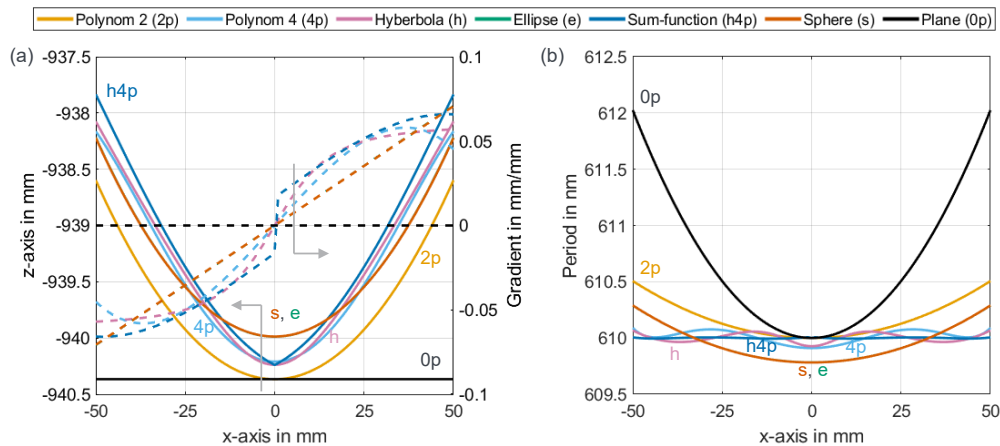 Polynom 2 (2p) Polynom 4 (4p) Hyberbola (h) Ellipse (e) Sum-function (h4p) Sphere (s) Plane (0p)
(a)
-937.5
-938
-938.5
-939
-939.5
-940
-940.5
z-axis in mm
0.1
0.05
0
-0.05
-0.1
Gradient in mm/mm
h4p
2p
s, e
4p
h
0p
-50 -25 0 25 50
x-axis in mm
(b)
612.5
612
611.5
611
610.5
610
609.5
Period in nm
0p
2p
h
h4p
4p
s, e
-50 -25 0 25 50
x-axis in mm